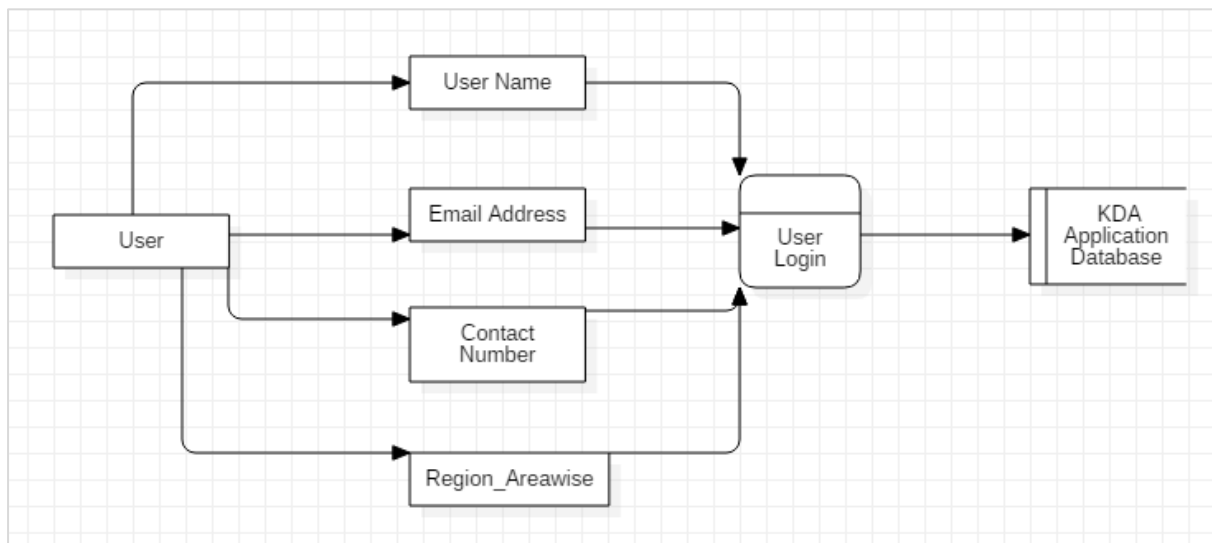 User Name
Email Address
User
User
Login
KDA
Application
Database
Contact
Number
Region_Areawise